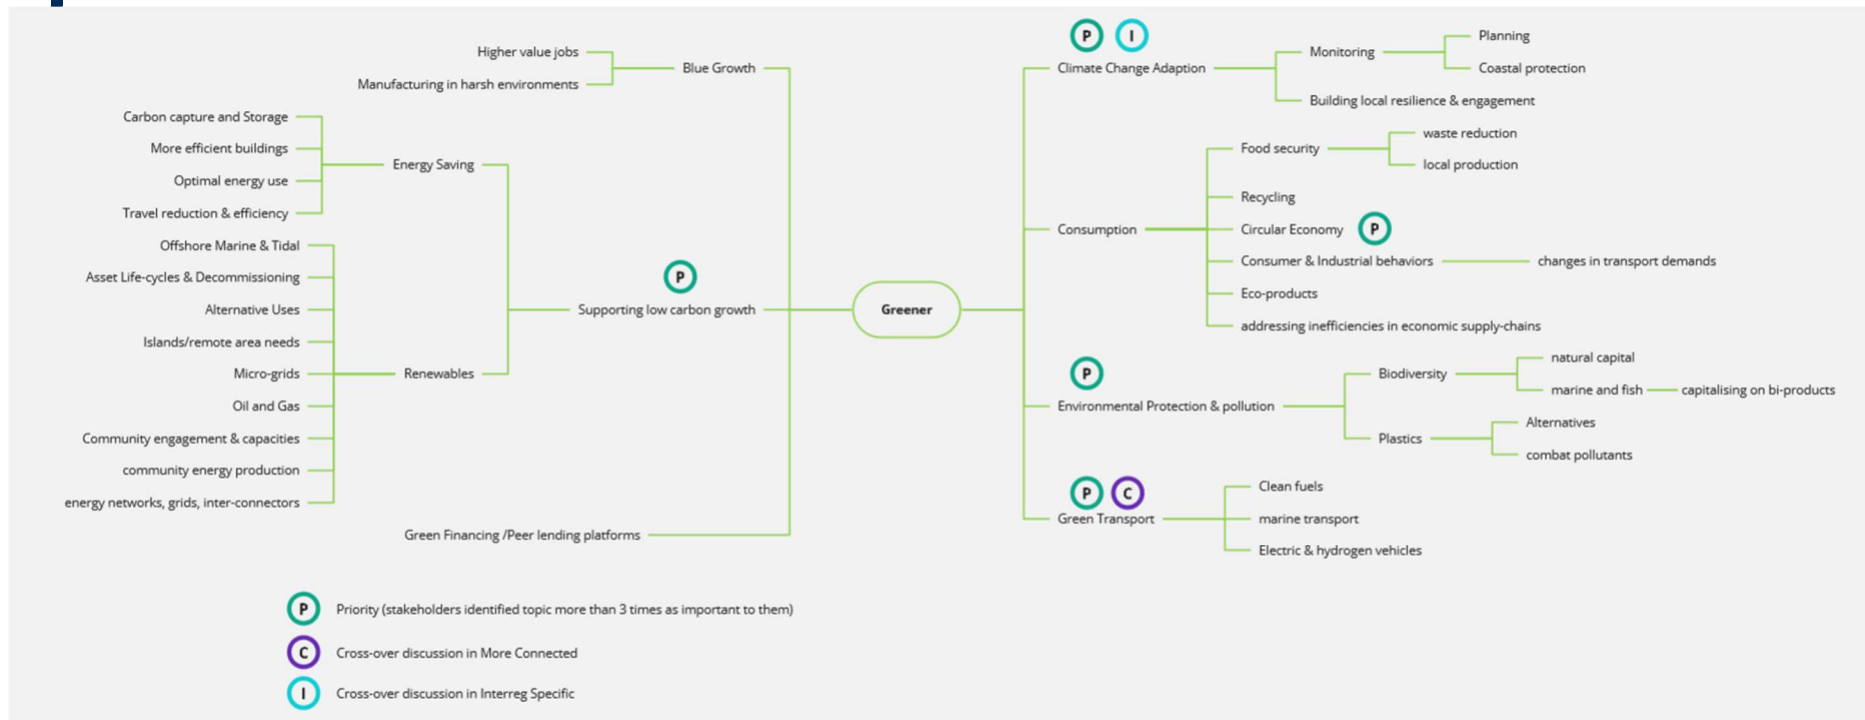 Higher value jobs
Manufacturing in harsh environments
Blue Growth
Carbon capture and Storage
More efficient buildings
Optimal energy use
Travel reduction & efficiency
Energy Saving
Offshore Marine & Tidal
Asset Life-cycles & Decommissioning
Alternative Uses
Islands/remote area needs
Micro-grids
Oil and Gas
Community engagement & capacities
community energy production
energy networks, grids, inter-connectors
Renewables
P
Supporting low carbon growth
Green Financing /Peer lending platforms
Greener
P I
Climate Change Adaption
Monitoring
Planning
Coastal protection
Building local resilience & engagement
Consumption
Food security
waste reduction
local production
Recycling
Circular Economy P
Consumer & Industrial behaviors
changes in transport demands
Eco-products
addressing inefficiencies in economic supply-chains
P
Environmental Protection & pollution
Biodiversity
natural capital
marine and fish
capitalising on bi-products
Plastics
Alternatives
combat pollutants
P C
Green Transport
Clean fuels
marine transport
Electric & hydrogen vehicles
P Priority (stakeholders identified topic more than 3 times as important to them)
C Cross-over discussion in More Connected
I Cross-over discussion in Interreg Specific